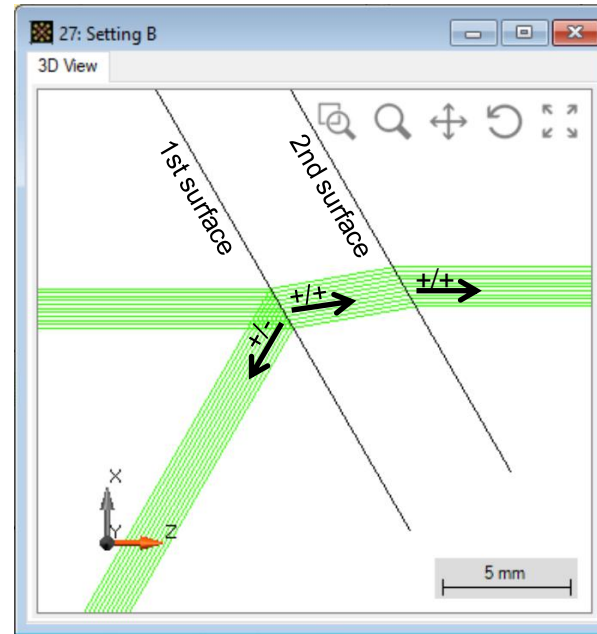 27: Setting B
3D View
1st surface
2nd surface
+/+
+/+
+/-
X
Y
Z
5 mm